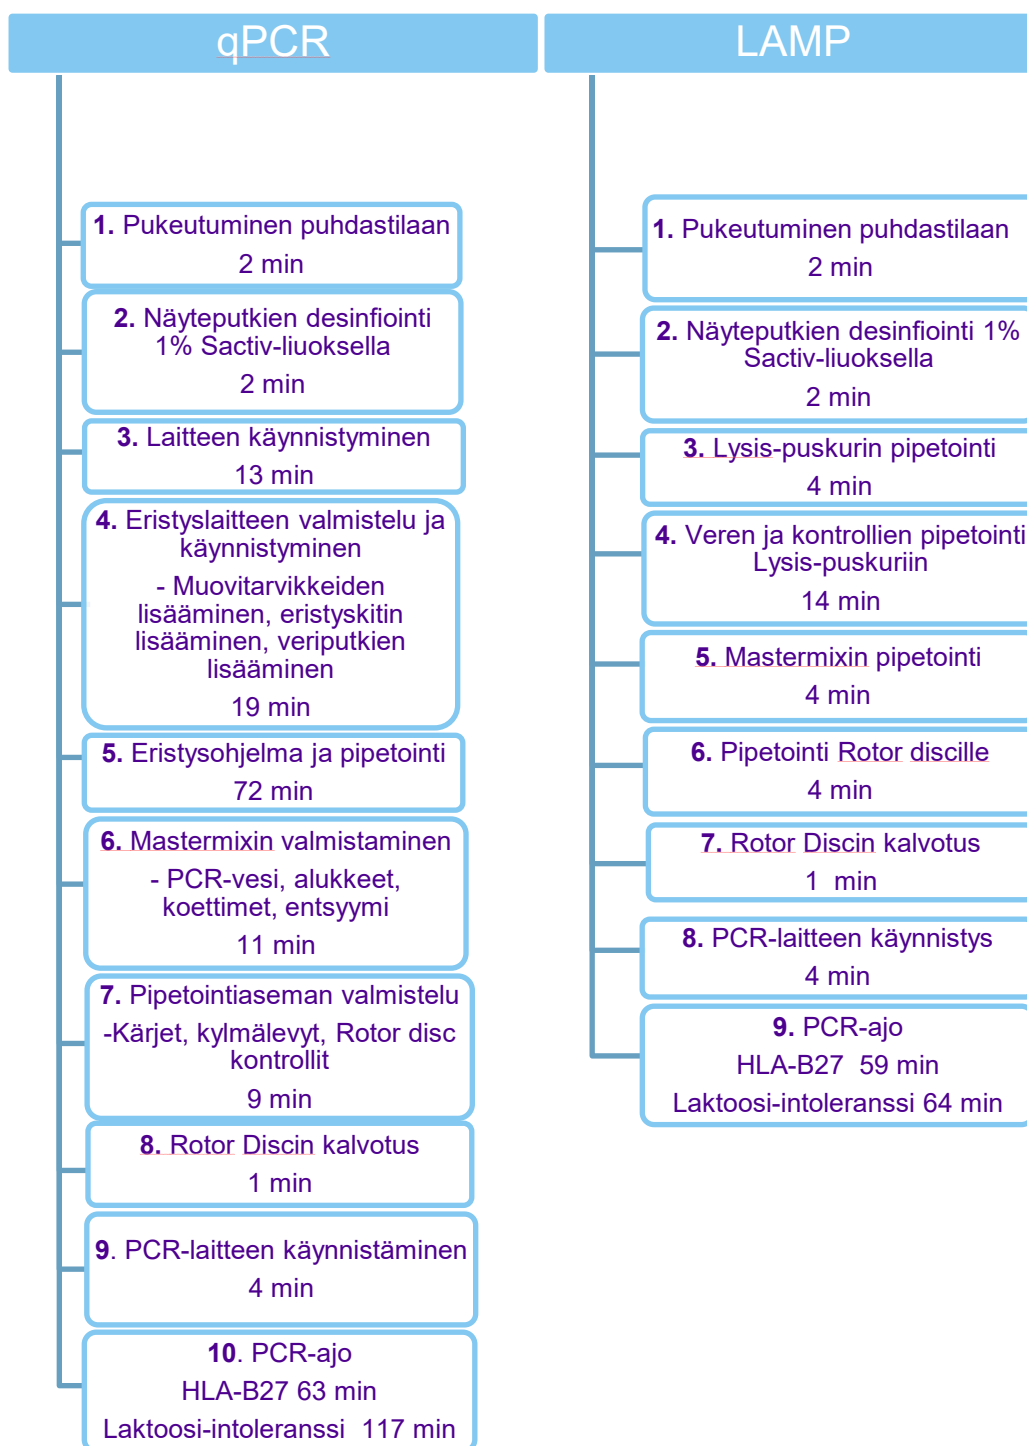 qPCR
1. Pukeutuminen puhdastilaan
2 min
2. Näyteputkien desinfiointi
1% Sactiv-liuoksella
2 min
3. Laitteen käynnistyminen
13 min
4. Eristyslaitteen valmistelu ja
käynnistyminen
- Muovitarvikkeiden
lisääminen, eristyskitin
lisääminen, veriputkien
lisääminen
19 min
5. Eristysohjelma ja pipetointi
72 min
6. Mastermixin valmistaminen
- PCR-vesi, alukkeet,
koettimet, entsyymi
11 min
7. Pipetointiaseman valmistelu
-Kärjet, kylmälevyt, Rotor disc
kontrollit
9 min
8. Rotor Discin kalvotus
1 min
9. PCR-laitteen käynnistäminen
4 min
10. PCR-ajo
HLA-B27 63 min
Laktoosi-intoleranssi 117 min
LAMP
1. Pukeutuminen puhdastilaan
2 min
2. Näyteputkien desinfiointi 1%
Sactiv-liuoksella
2 min
3. Lysis-puskurin pipetointi
4 min
4. Veren ja kontrollien pipetointi
Lysis-puskuriin
14 min
5. Mastermixin pipetointi
4 min
6. Pipetointi Rotor discille
4 min
7. Rotor Discin kalvotus
1 min
8. PCR-laitteen käynnistys
4 min
9. PCR-ajo
HLA-B27 59 min
Laktoosi-intoleranssi 64 min